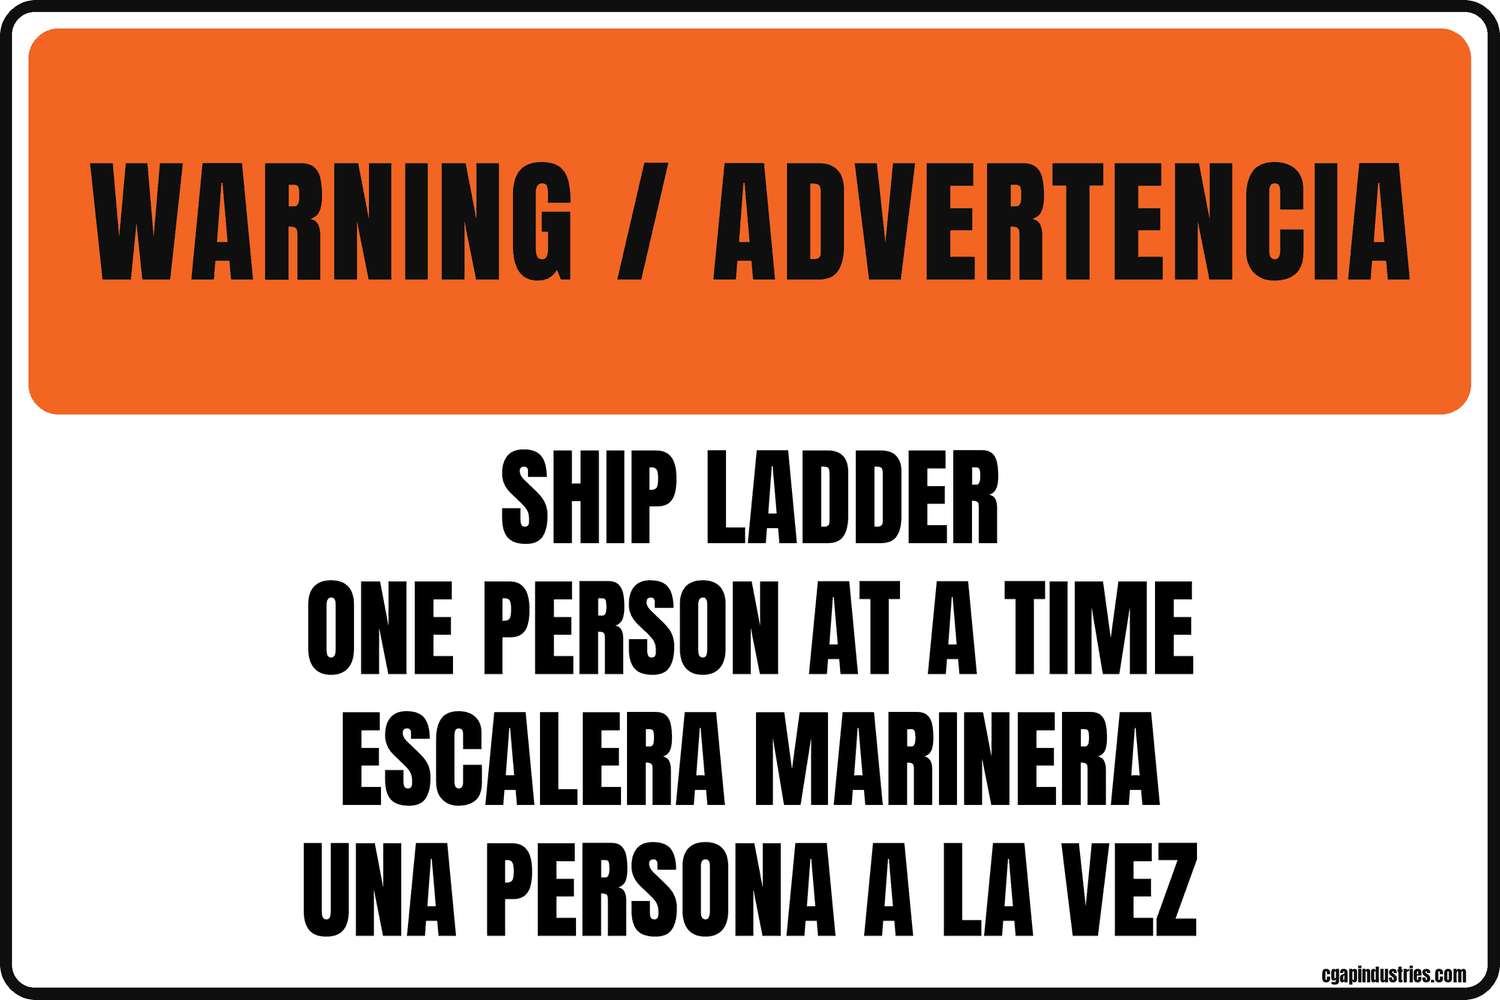 WARNING / ADVERTENCIA
SHIP LADDER
ONE PERSON AT A TIME
ESCALERA MARINERA
UNA PERSONA A LA VEZ
cgapindustries.com